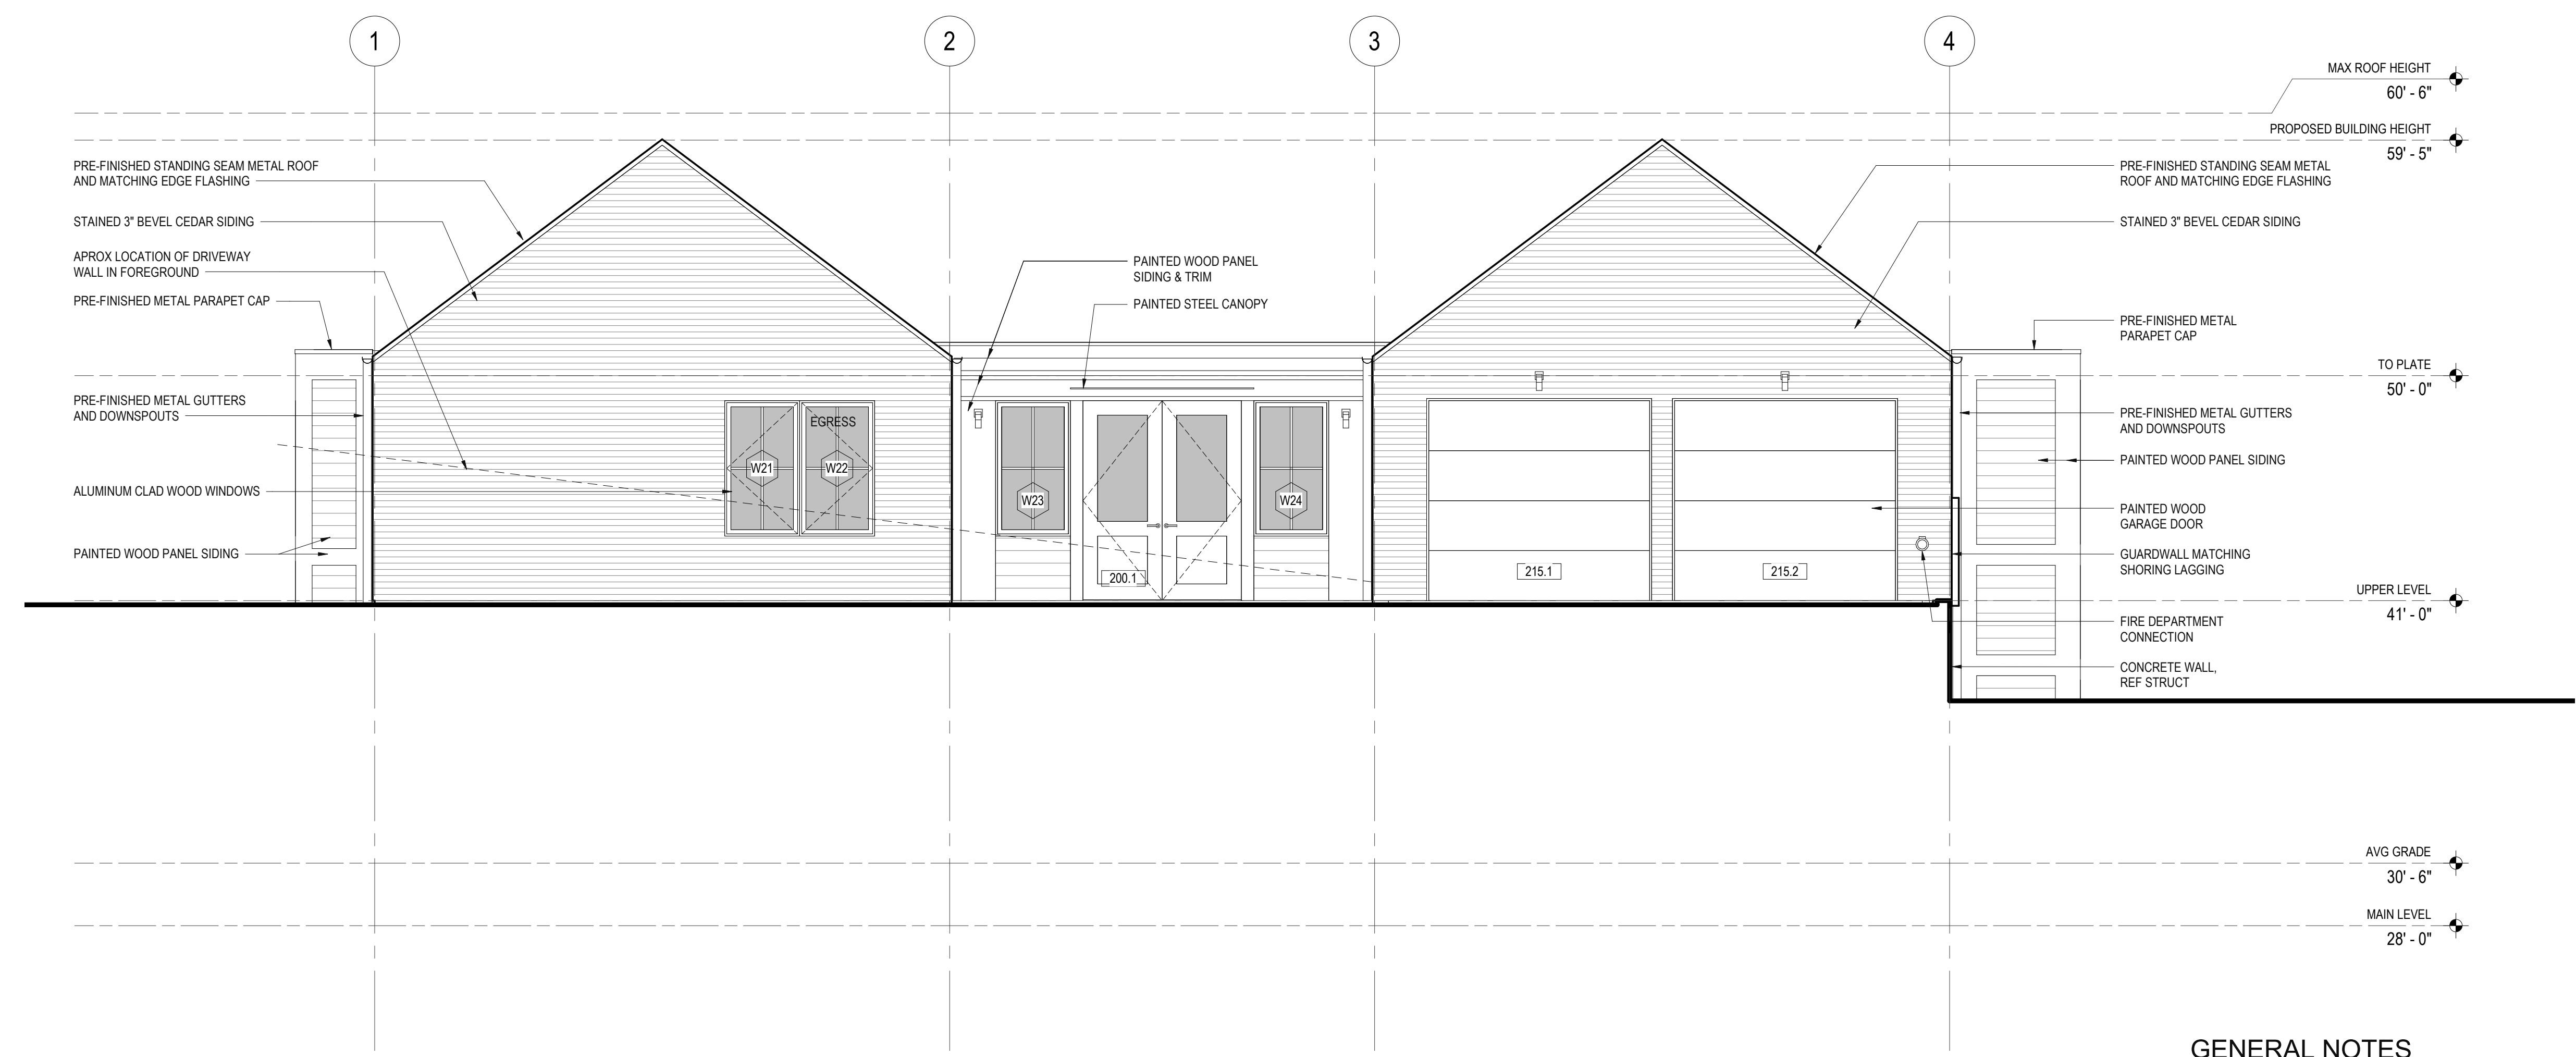 1
2
3
4
MAX ROOF HEIGHT
60' - 6"
PROPOSED BUILDING HEIGHT
59' - 5"
PRE-FINISHED STANDING SEAM METAL ROOF
AND MATCHING EDGE FLASHING
STAINED 3" BEVEL CEDAR SIDING
APROX LOCATION OF DRIVEWAY
WALL IN FOREGROUND
PRE-FINISHED METAL PARAPET CAP
PRE-FINISHED METAL GUTTERS
AND DOWNSPOUTS
ALUMINUM CLAD WOOD WINDOWS
PAINTED WOOD PANEL SIDING
EGRESS
W21
W22
PAINTED WOOD PANEL
SIDING & TRIM
PAINTED STEEL CANOPY
W23
W24
200.1
215.1
215.2
PRE-FINISHED STANDING SEAM METAL
ROOF AND MATCHING EDGE FLASHING
STAINED 3" BEVEL CEDAR SIDING
PRE-FINISHED METAL
PARAPET CAP
TO PLATE
50' - 0"
PRE-FINISHED METAL GUTTERS
AND DOWNSPOUTS
PAINTED WOOD PANEL SIDING
PAINTED WOOD
GARAGE DOOR
GUARDWALL MATCHING
SHORING LAGGING
UPPER LEVEL
41' - 0"
FIRE DEPARTMENT
CONNECTION
CONCRETE WALL,
REF STRUCT
AVG GRADE
30' - 6"
MAIN LEVEL
28' - 0"
GENERAL NOTES